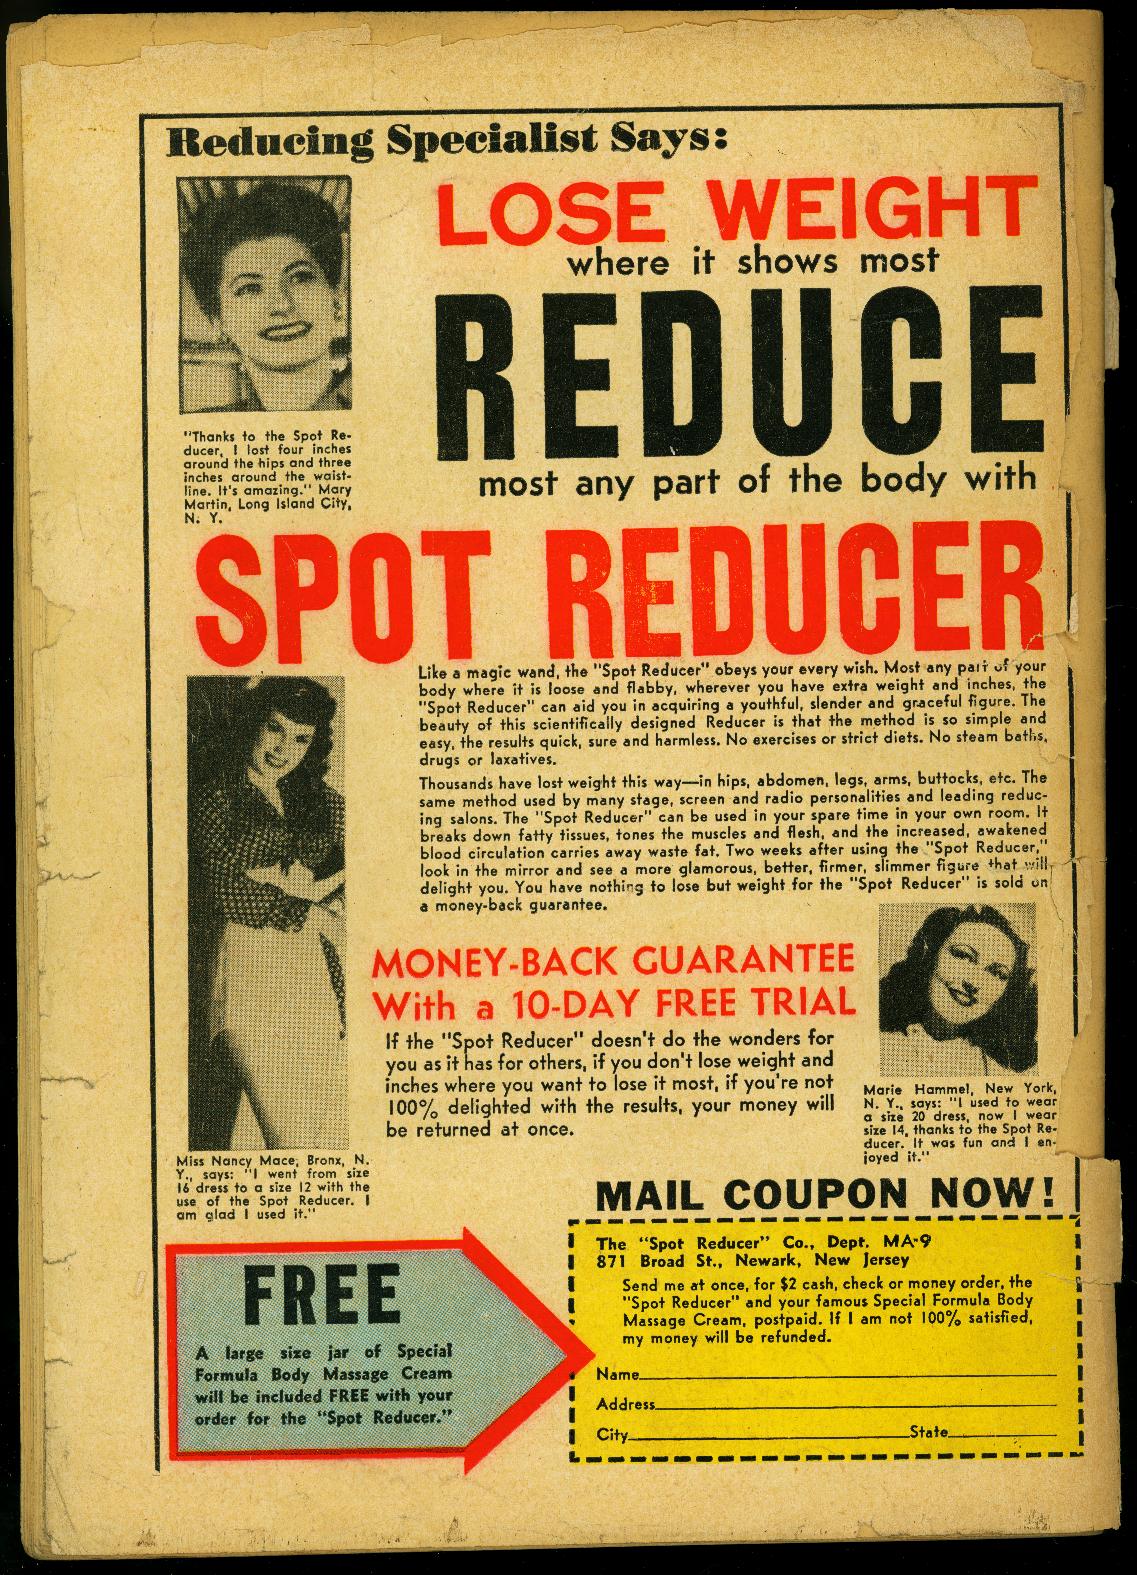 Reducing Specialist Says:
LOSE WEIGHT
where it shows most
REDUCE
most any part of the body with
"Thanks to the Spot Re-
ducer, I lost four inches
around the hips and three
inches around the waist-
line. It's amazing." Mary
Martin, Long Island City,
N. Y.
SPOT REDUCER
Like a magic wand, the "Spot Reducer" obeys your every wish. Most any part of your
body where it is loose and flabby, wherever you have extra weight and inches, the
"Spot Reducer" can aid you in acquiring a youthful, slender and graceful figure. The
beauty of this scientifically designed Reducer is that the method is so simple and
easy, the results quick, sure and harmless. No exercises or strict diets. No steam baths,
drugs or laxatives.
Thousands have lost weight this way—in hips, abdomen, legs, arms, buttocks, etc. The
same method used by many stage, screen and radio personalities and leading reduc-
ing salons. The "Spot Reducer" can be used in your spare time in your own room. It
breaks down fatty tissues, tones the muscles and flesh, and the increased, awakened
blood circulation carries away waste fat. Two weeks after using the "Spot Reducer,"
look in the mirror and see a more glamorous, better, firmer, slimmer figure that will
delight you. You have nothing to lose but weight for the "Spot Reducer" is sold on
a money-back guarantee.
MONEY-BACK GUARANTEE
With a 10-DAY FREE TRIAL
If the "Spot Reducer" doesn't do the wonders for
you as it has for others, if you don't lose weight and
inches where you want to lose it most, if you're not
100% delighted with the results, your money will
be returned at once.
Marie Hammel, New York,
N. Y., says: "I used to wear
a size 20 dress, now I wear
size 14, thanks to the Spot Re-
ducer. It was fun and I en-
joyed it."
Miss Nancy Mace, Bronx, N.
Y., says: "I went from size
16 dress to a size 12 with the
use of the Spot Reducer. I
am glad I used it."
MAIL COUPON NOW!
FREE
A large size jar of Special
Formula Body Massage Cream
will be included FREE with your
order for the "Spot Reducer."
The "Spot Reducer" Co., Dept. MA-9
871 Broad St., Newark, New Jersey
Send me at once, for $2 cash, check or money order, the
"Spot Reducer" and your famous Special Formula Body
Massage Cream, postpaid. If I am not 100% satisfied,
my money will be refunded.
Name
Address
City State